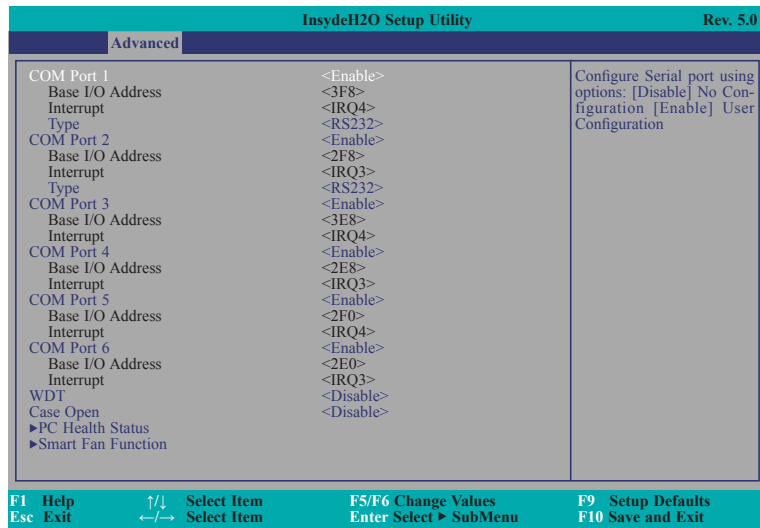 InsydeH2O Setup Utility Rev. 5.0
Advanced
COM Port 1 <Enable>
Base I/O Address <3F8>
Interrupt <IRQ4>
Type <RS232>
COM Port 2 <Enable>
Base I/O Address <2F8>
Interrupt <IRQ3>
Type <RS232>
COM Port 3 <Enable>
Base I/O Address <3E8>
Interrupt <IRQ4>
COM Port 4 <Enable>
Base I/O Address <2E8>
Interrupt <IRQ3>
COM Port 5 <Enable>
Base I/O Address <2F0>
Interrupt <IRQ4>
COM Port 6 <Enable>
Base I/O Address <2E0>
Interrupt <IRQ3>
WDT <Disable>
Case Open <Disable>
►PC Health Status
►Smart Fan Function
Configure Serial port using
options: [Disable] No Con-
figuration [Enable] User
Configuration
F1 Help ↑/↓ Select Item F5/F6 Change Values F9 Setup Defaults
Esc Exit ←/→ Select Item Enter Select ► SubMenu F10 Save and Exit